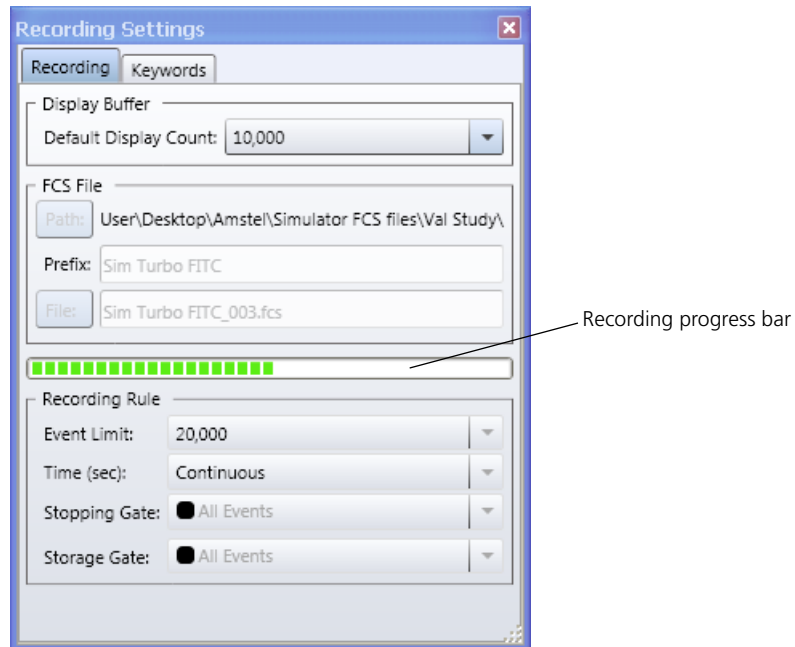 Recording Settings
Recording Keywords
Display Buffer
Default Display Count: 10,000
FCS File
Path: User\Desktop\Amstel\Simulator FCS files\Val Study\
Prefix: Sim Turbo FITC
File: Sim Turbo FITC_003.fcs
Recording progress bar
Recording Rule
Event Limit: 20,000
Time (sec): Continuous
Stopping Gate: All Events
Storage Gate: All Events